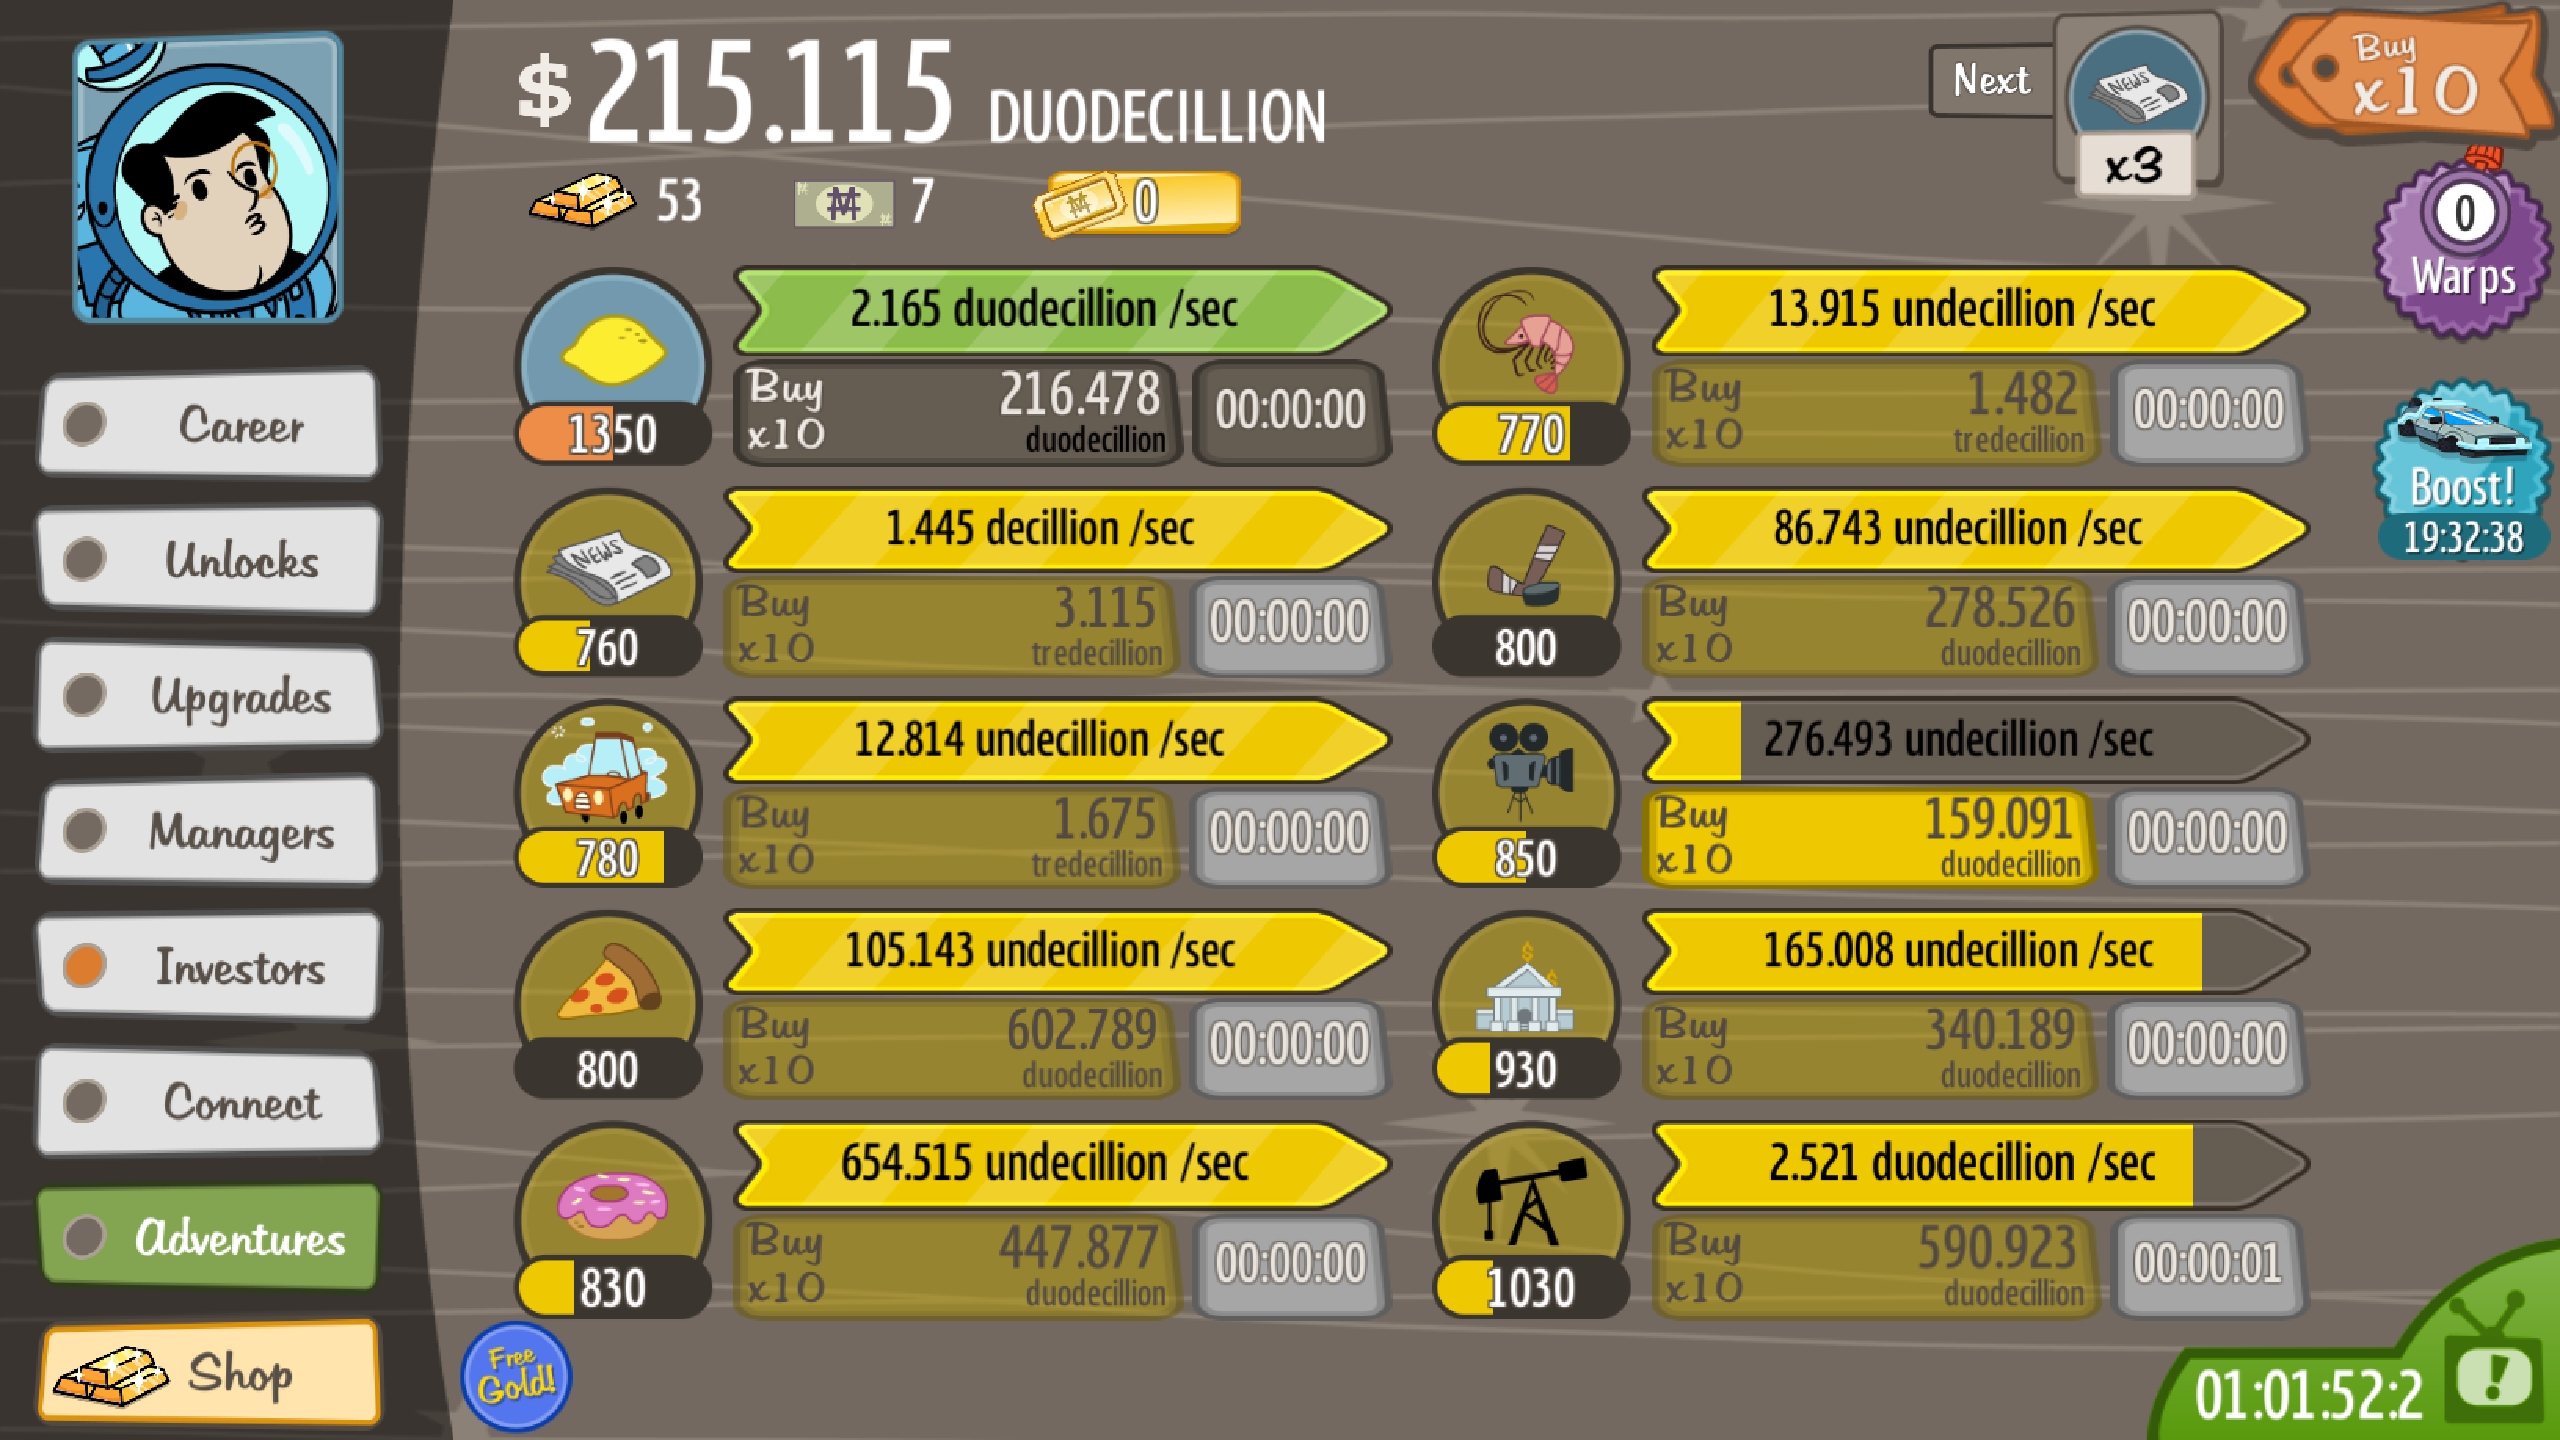 $215.115 DUODECILLION
53 7 0
Next
x3
Buy
x10
0
Warps
Boost!
19:32:38
Career
Unlocks
Upgrades
Managers
Investors
Connect
Adventures
Shop
2.165 duodecillion /sec
1350
Buy
x10
216.478
duodecillion
00:00:00
13.915 undecillion /sec
770
Buy
x10
1.482
tredecillion
00:00:00
NEWS
1.445 decillion /sec
760
Buy
x10
3.115
tredecillion
00:00:00
86.743 undecillion /sec
800
Buy
x10
278.526
duodecillion
00:00:00
12.814 undecillion /sec
780
Buy
x10
1.675
tredecillion
00:00:00
276.493 undecillion /sec
850
Buy
x10
159.091
duodecillion
00:00:00
105.143 undecillion /sec
800
Buy
x10
602.789
duodecillion
00:00:00
165.008 undecillion /sec
930
Buy
x10
340.189
duodecillion
00:00:00
654.515 undecillion /sec
830
Buy
x10
447.877
duodecillion
00:00:00
2.521 duodecillion /sec
1030
Buy
x10
590.923
duodecillion
00:00:01
Free
Gold!
01:01:52:2
NEWS